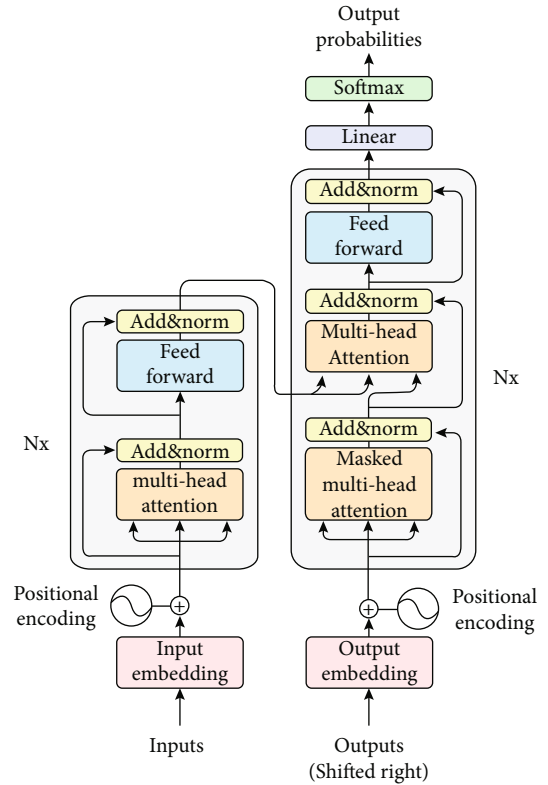 Output
probabilities
Softmax
Linear
Add&norm
Feed
forward
Add&norm
Multi-head
Attention
Nx
Add&norm
Masked
multi-head
attention
Add&norm
Feed
forward
Nx
Add&norm
multi-head
attention
Positional
encoding
+
Input
embedding
Inputs
+
Positional
encoding
Output
embedding
Outputs
(Shifted right)